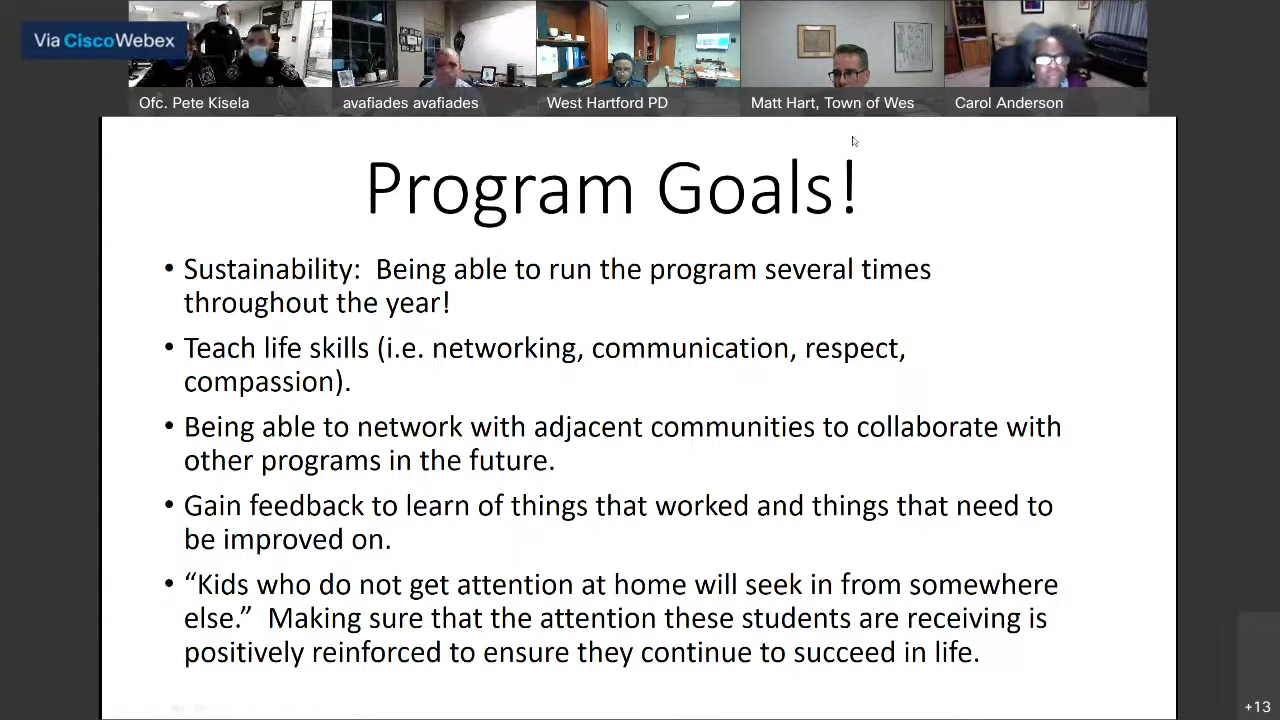 Via CiscoWebex
Ofc. Pete Kisela
avafiades avafiades
West Hartford PD
Matt Hart, Town of Wes
Carol Anderson
Program Goals!
• Sustainability:  Being able to run the program several times
throughout the year!
• Teach life skills (i.e. networking, communication, respect,
compassion).
• Being able to network with adjacent communities to collaborate with
other programs in the future.
• Gain feedback to learn of things that worked and things that need to
be improved on.
• “Kids who do not get attention at home will seek in from somewhere
else.”  Making sure that the attention these students are receiving is
positively reinforced to ensure they continue to succeed in life.
+13